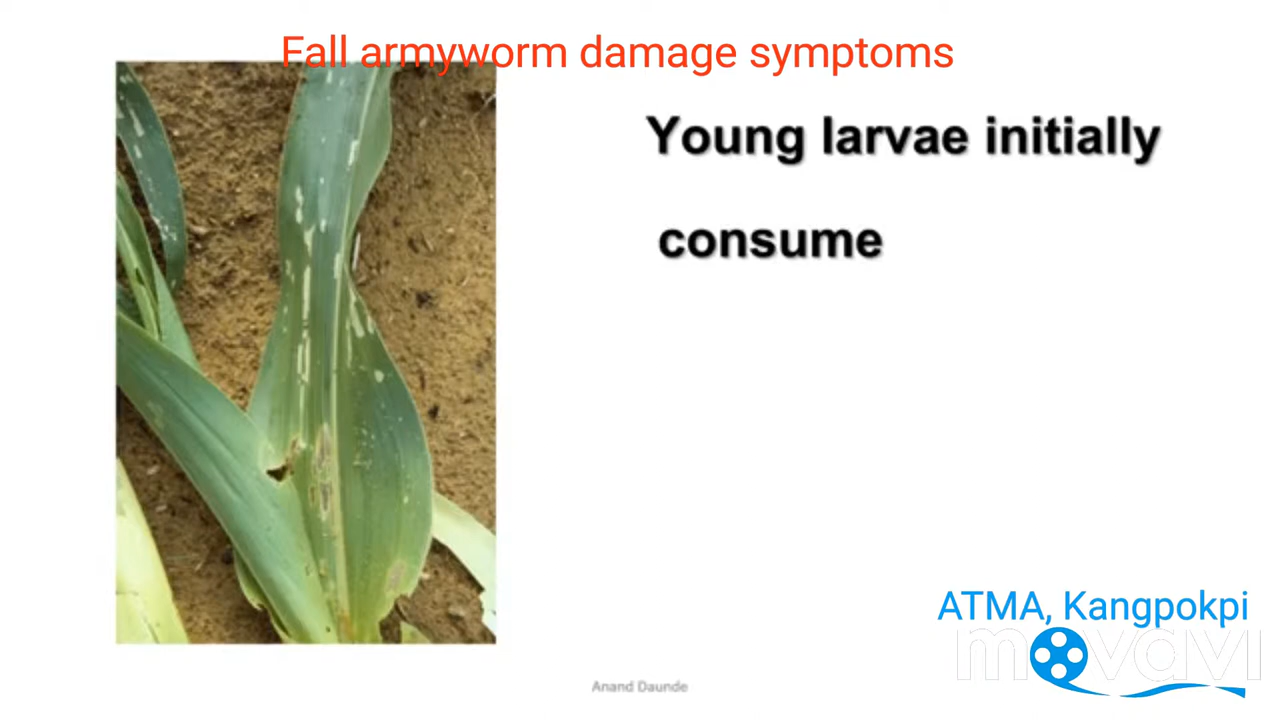 Fall armyworm damage symptoms
Young larvae initially
consume
ATMA, Kangpokpi
movavi
Anand Daunde